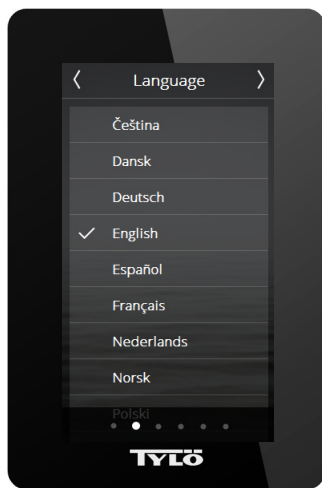 Language
Čeština
Dansk
Deutsch
English
Español
Français
Nederlands
Norsk
Polski
TYLÖ